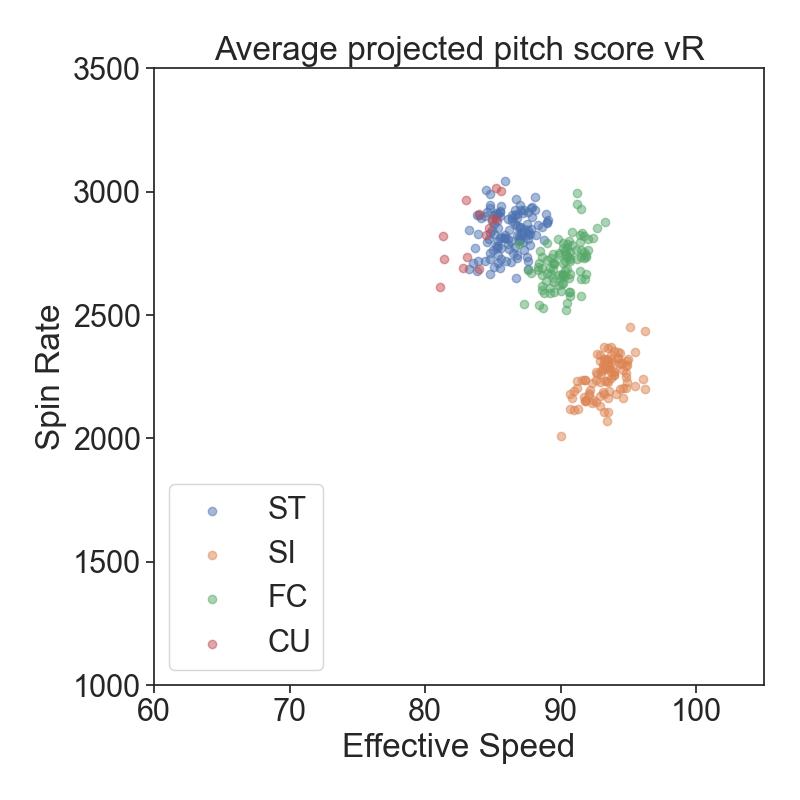 Average projected pitch score vR
3500
3000
2500
2000
1500
1000
Spin Rate
ST
SI
FC
CU
60 70 80 90 100
Effective Speed